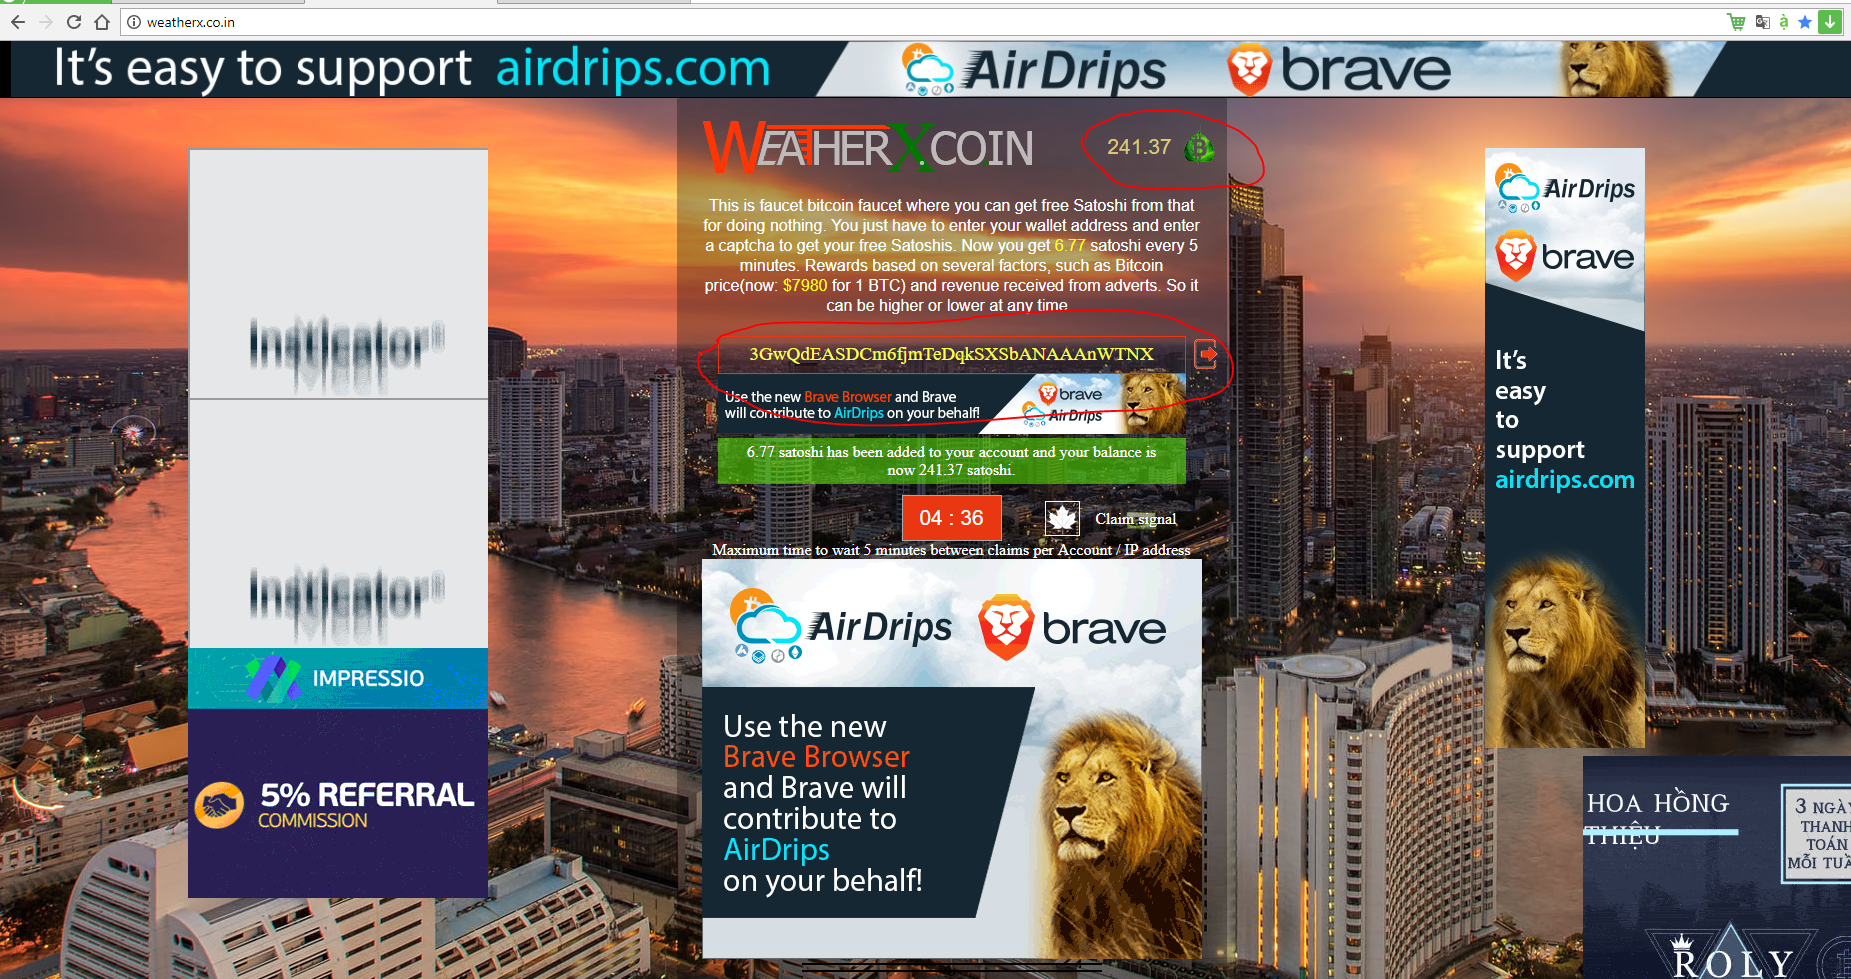 weatherx.co.in
It's easy to support airdrips.com
AirDrips
brave
WEATHERX.CO.IN
241.37
This is faucet bitcoin faucet where you can get free Satoshi from that
for doing nothing. You just have to enter your wallet address and enter
a captcha to get your free Satoshis. Now you get 6.77 satoshi every 5
minutes. Rewards based on several factors, such as Bitcoin
price(now: $7980 for 1 BTC) and revenue received from adverts. So it
can be higher or lower at any time
3GwQdEASDCm6fjmTeDqkSXSbANAAAnWTNX
Use the new Brave Browser and Brave
will contribute to AirDrips on your behalf!
brave
AirDrips
6.77 satoshi has been added to your account and your balance is
now 241.37 satoshi.
04 : 36
Claim signal
Maximum time to wait 5 minutes between claims per Account / IP address
AirDrips
brave
Use the new
Brave Browser
and Brave will
contribute to
AirDrips
on your behalf!
IMPRESSIO
5% REFERRAL
COMMISSION
AirDrips
brave
It's
easy
to
support
airdrips.com
HOA HỒNG
THIỆU
3 NGÀY
THANH
TOÁN
MỖI TUẦ
ROLY